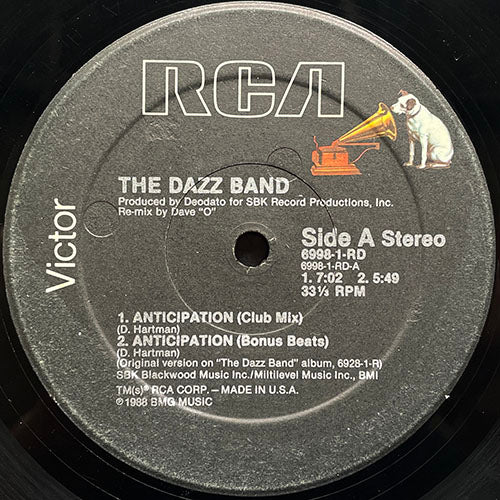 RCA
Victor
THE DAZZ BAND
Produced by Deodato for SBK Record Productions, Inc.
Re-mix by Dave "O"
Side A Stereo
6998-1-RD
6998-1-RD-A
1. 7:02 2. 5:49
33⅓ RPM
1. ANTICIPATION (Club Mix)
(D. Hartman)
2. ANTICIPATION (Bonus Beats)
(D. Hartman)
(Original version on "The Dazz Band" album, 6928-1-R)
SBK Blackwood Music Inc./Miltilevel Music Inc., BMI
TM(s)® RCA CORP.—MADE IN U.S.A.
℗1988 BMG MUSIC